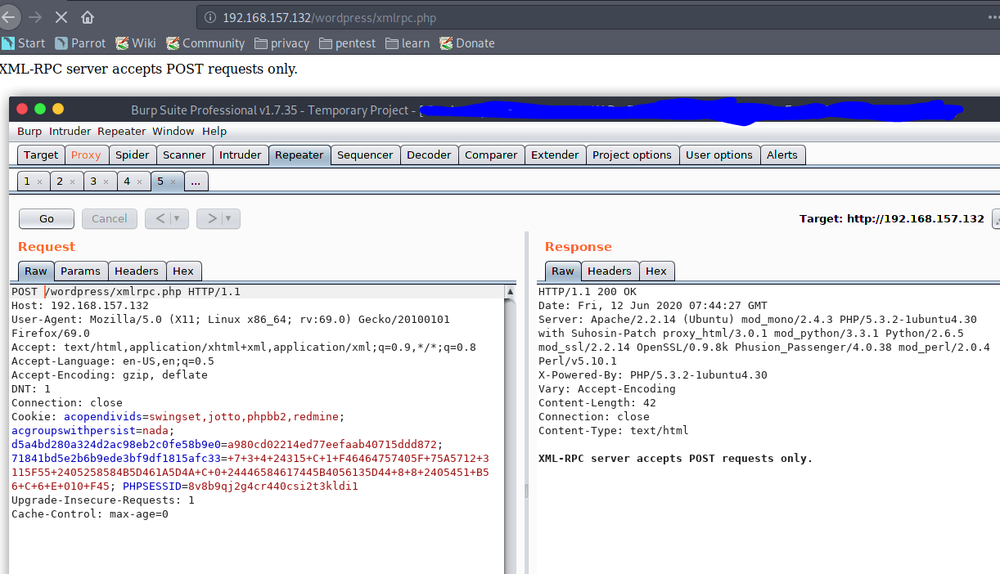 192.168.157.132/wordpress/xmlrpc.php
Start Parrot Wiki Community privacy pentest learn Donate
XML-RPC server accepts POST requests only.
Burp Suite Professional v1.7.35 - Temporary Project - [
Burp Intruder Repeater Window Help
Target Proxy Spider Scanner Intruder Repeater Sequencer Decoder Comparer Extender Project options User options Alerts
1 × 2 × 3 × 4 × 5 × ...
Go Cancel < | ▼ > | ▼ Target: http://192.168.157.132
Request
Raw Params Headers Hex
POST /wordpress/xmlrpc.php HTTP/1.1
Host: 192.168.157.132
User-Agent: Mozilla/5.0 (X11; Linux x86_64; rv:69.0) Gecko/20100101
Firefox/69.0
Accept: text/html,application/xhtml+xml,application/xml;q=0.9,*/*;q=0.8
Accept-Language: en-US,en;q=0.5
Accept-Encoding: gzip, deflate
DNT: 1
Connection: close
Cookie: acopendivids=swingset,jotto,phpbb2,redmine;
acgroupswithpersist=nada;
d5a4bd280a324d2ac98eb2c0fe58b9e0=a980cd02214ed77eefaab40715ddd872;
71841bd5e2b6b9ede3bf9df1815afc33=+7+3+4+24315+C+1+F46464757405F+75A5712+3
115F55+2405258584B5D461A5D4A+C+0+24446584617445B4056135D44+8+8+2405451+B5
6+C+6+E+010+F45; PHPSESSID=8v8b9qj2g4cr440csi2t3kldi1
Upgrade-Insecure-Requests: 1
Cache-Control: max-age=0
Response
Raw Headers Hex
HTTP/1.1 200 OK
Date: Fri, 12 Jun 2020 07:44:27 GMT
Server: Apache/2.2.14 (Ubuntu) mod_mono/2.4.3 PHP/5.3.2-1ubuntu4.30
with Suhosin-Patch proxy_html/3.0.1 mod_python/3.3.1 Python/2.6.5
mod_ssl/2.2.14 OpenSSL/0.9.8k Phusion_Passenger/4.0.38 mod_perl/2.0.4
Perl/v5.10.1
X-Powered-By: PHP/5.3.2-1ubuntu4.30
Vary: Accept-Encoding
Content-Length: 42
Connection: close
Content-Type: text/html
XML-RPC server accepts POST requests only.